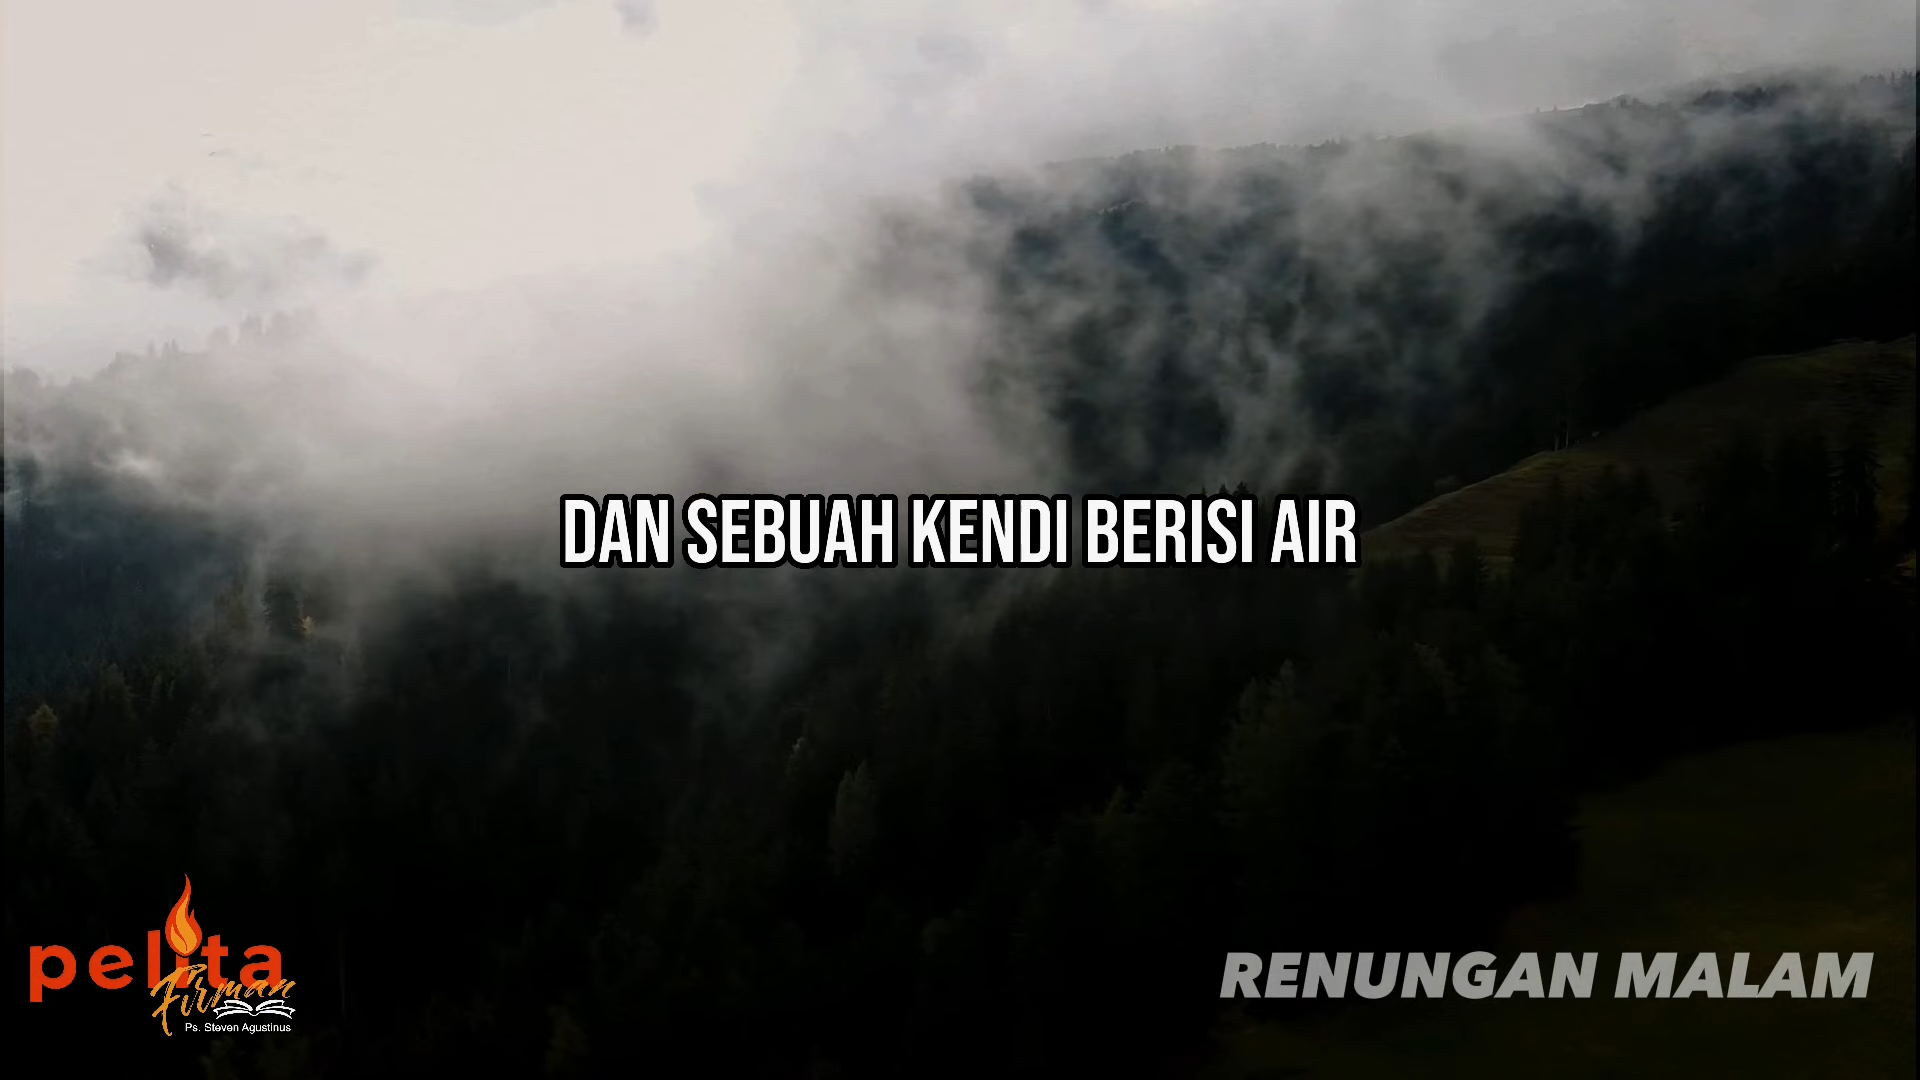 DAN SEBUAH KENDI BERISI AIR
pelita
Firman
Ps. Steven Agustinus
RENUNGAN MALAM